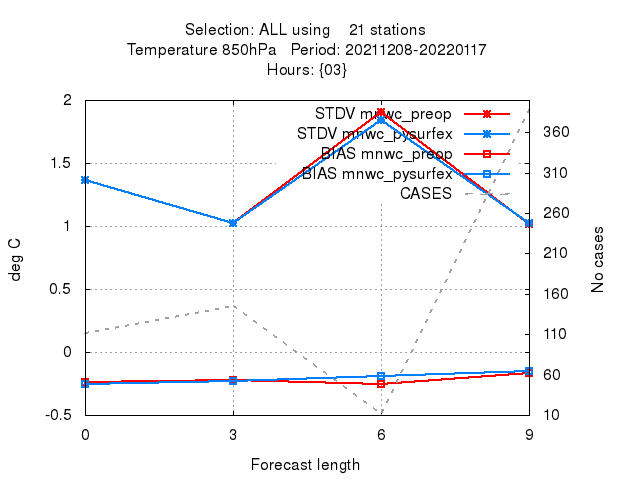 Selection: ALL using 21 stations
Temperature 850hPa Period: 20211208-20220117
Hours: {03}
STDV mnwc_preop
STDV mnwc_pysurfex
BIAS mnwc_preop
BIAS mnwc_pysurfex
CASES
2
1.5
1
0.5
0
-0.5
deg C
360
310
260
210
160
110
60
10
No cases
0 3 6 9
Forecast length